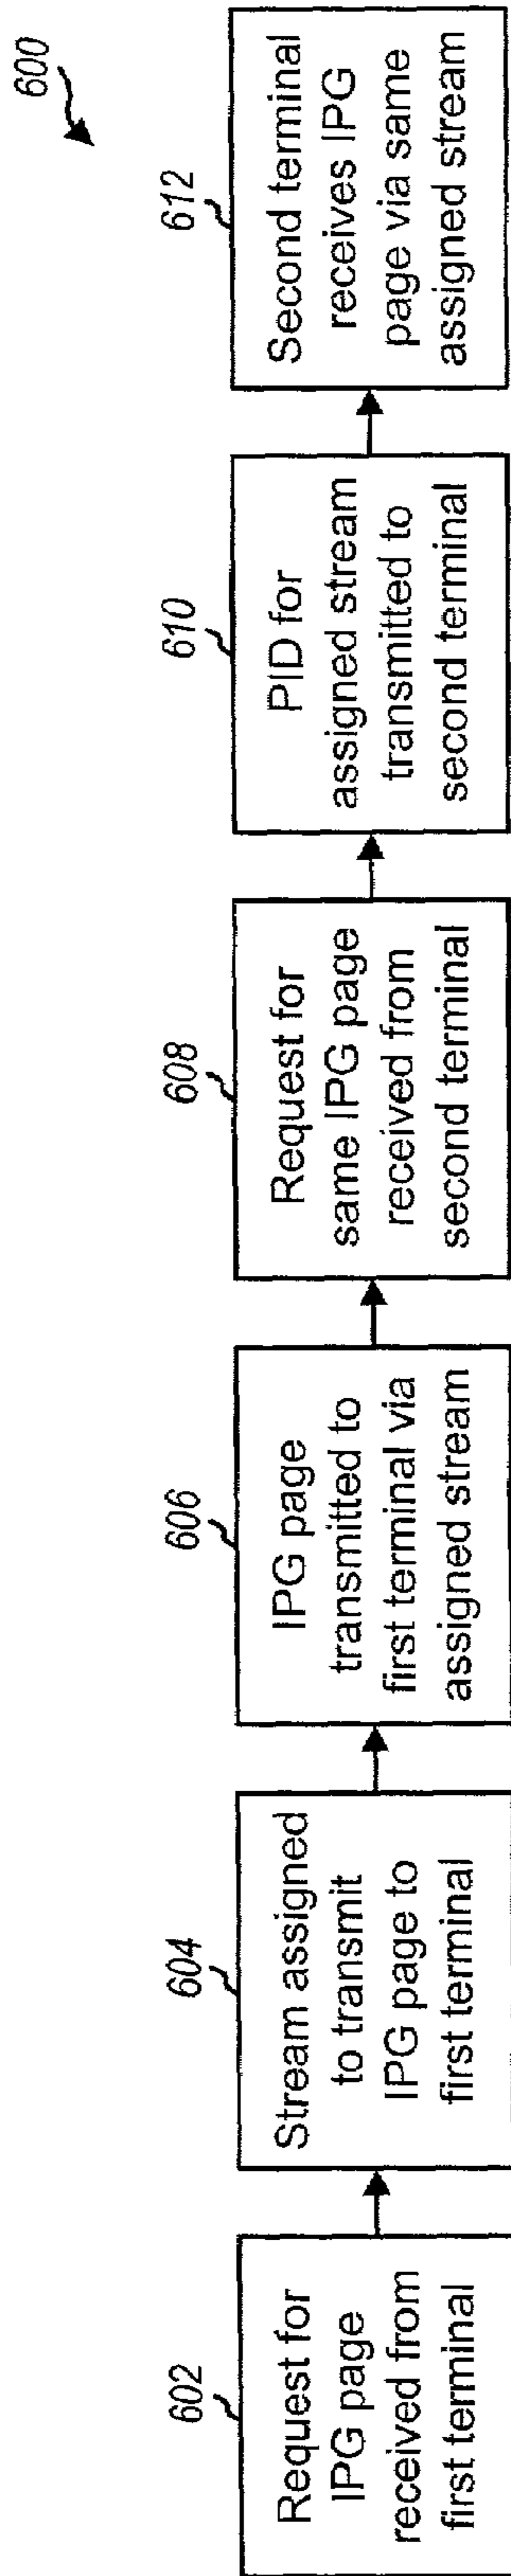 600
602
Request for
IPG page
received from
first terminal
604
Stream assigned
to transmit
IPG page to
first terminal
606
IPG page
transmitted to
first terminal via
assigned stream
608
Request for
same IPG page
received from
second terminal
610
PID for
assigned stream
transmitted to
second terminal
612
Second terminal
receives IPG
page via same
assigned stream